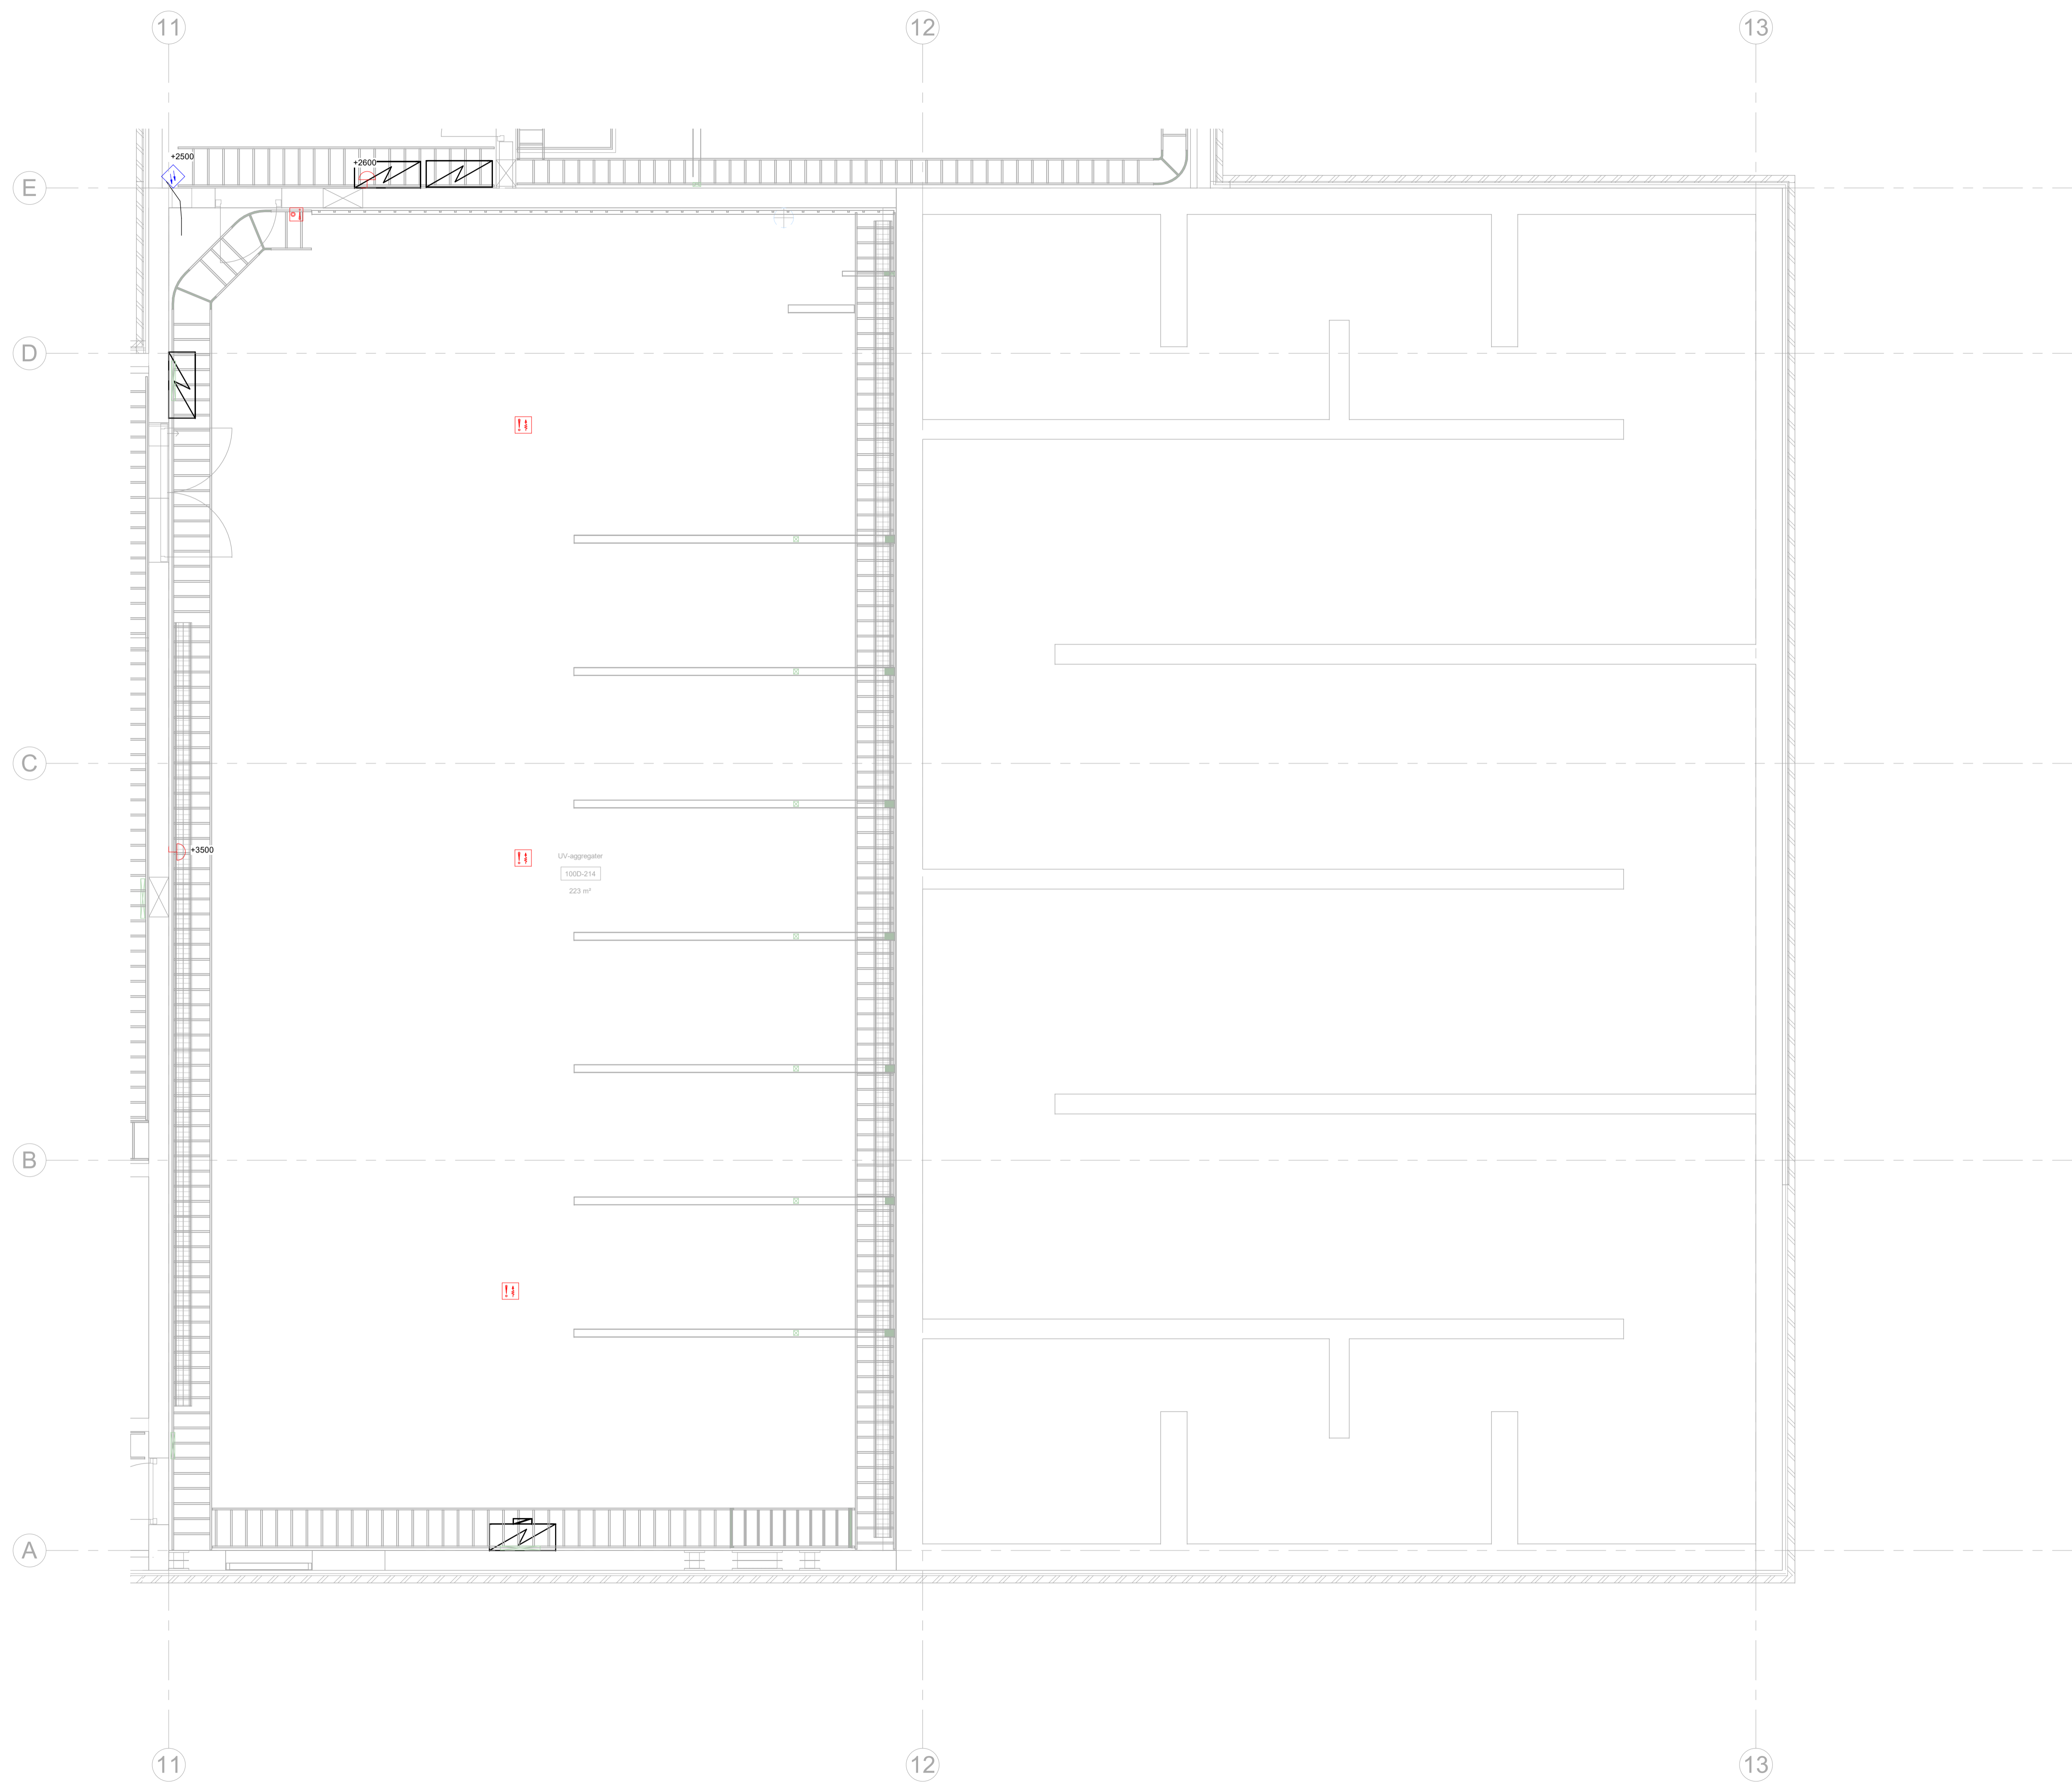 11
12
13
+2500
+2600
E
D
C
+3500
UV-aggregater
100D-214
223 m²
B
A
11
12
13